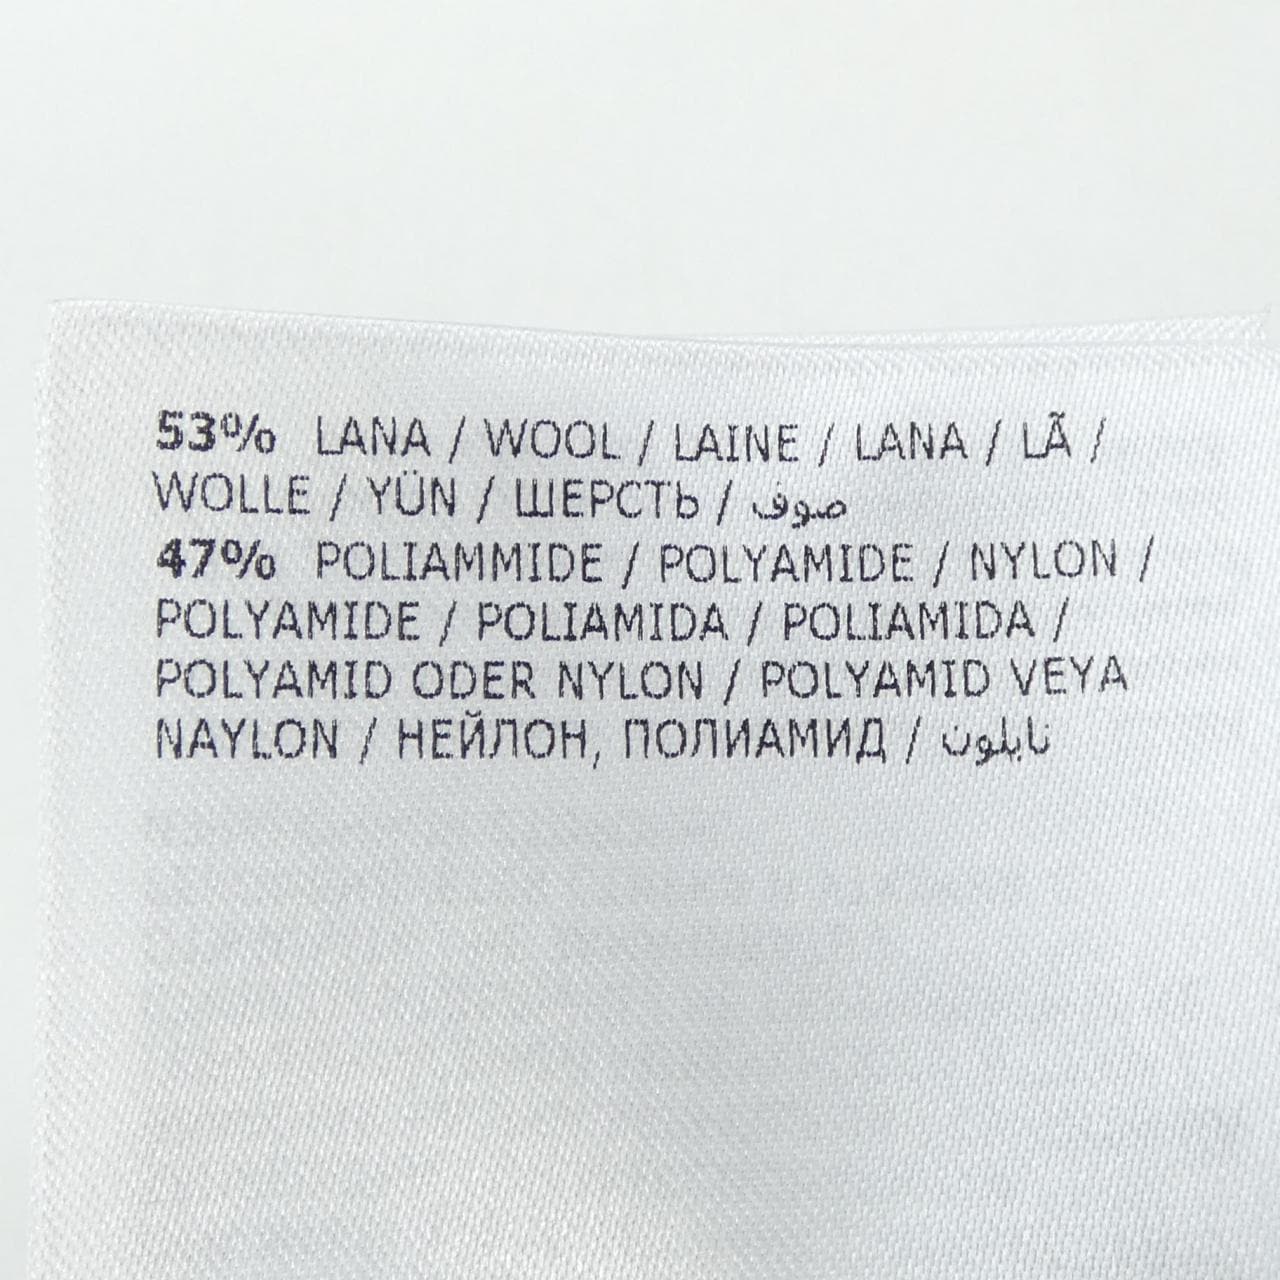 53% LANA / WOOL / LAINE / LANA / LÃ /
WOLLE / YÜN / ШЕРСТЬ / صوف
47% POLIAMMIDE / POLYAMIDE / NYLON /
POLYAMIDE / POLIAMIDA / POLIAMIDA /
POLYAMID ODER NYLON / POLYAMID VEYA
NAYLON / НЕЙЛОН, ПОЛИАМИД / نايلون